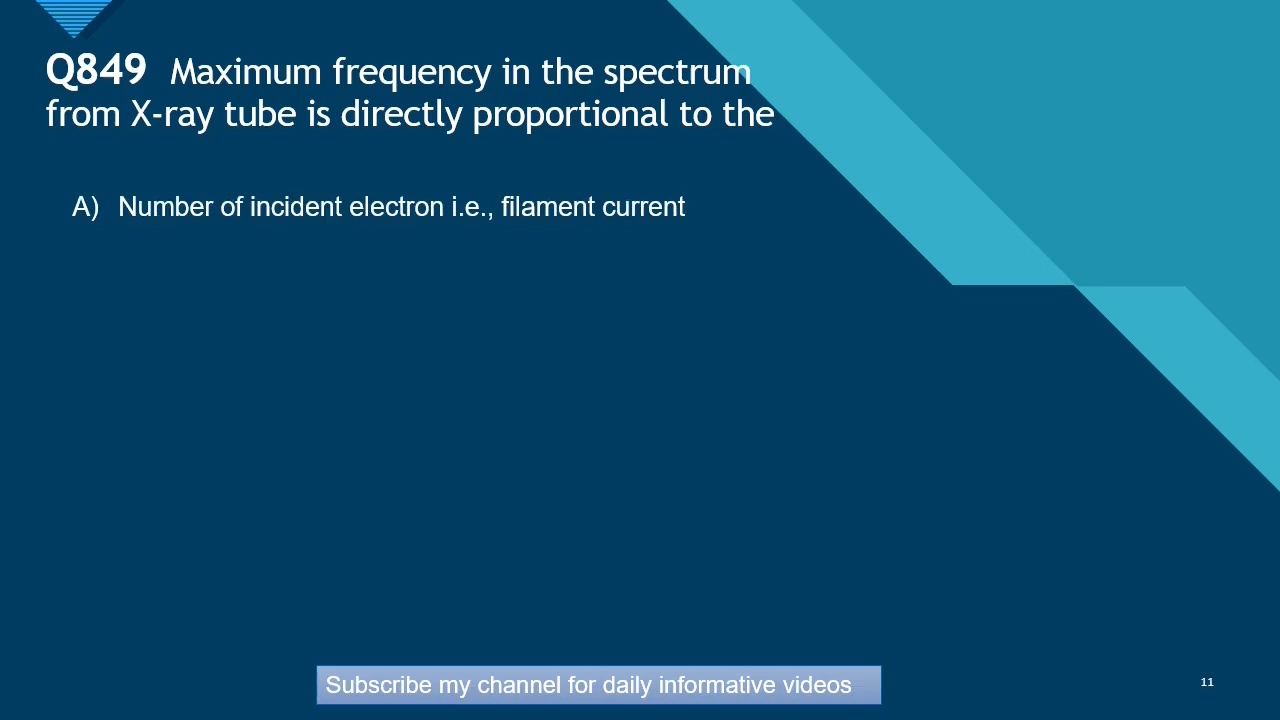 Q849 Maximum frequency in the spectrum
from X-ray tube is directly proportional to the
A) Number of incident electron i.e., filament current
Subscribe my channel for daily informative videos
11